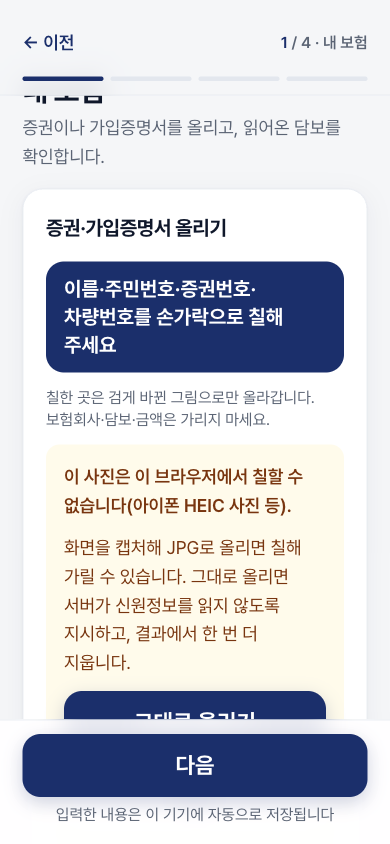 ← 이전
1 / 4 · 내 보험
내 보험
증권이나 가입증명서를 올리고, 읽어온 담보를
확인합니다.
증권·가입증명서 올리기
이름·주민번호·증권번호·
차량번호를 손가락으로 칠해
주세요
칠한 곳은 검게 바뀐 그림으로만 올라갑니다.
보험회사·담보·금액은 가리지 마세요.
이 사진은 이 브라우저에서 칠할 수
없습니다(아이폰 HEIC 사진 등).
화면을 캡처해 JPG로 올리면 칠해
가릴 수 있습니다. 그대로 올리면
서버가 신원정보를 읽지 않도록
지시하고, 결과에서 한 번 더
지웁니다.
그대로 올리기
다음
입력한 내용은 이 기기에 자동으로 저장됩니다